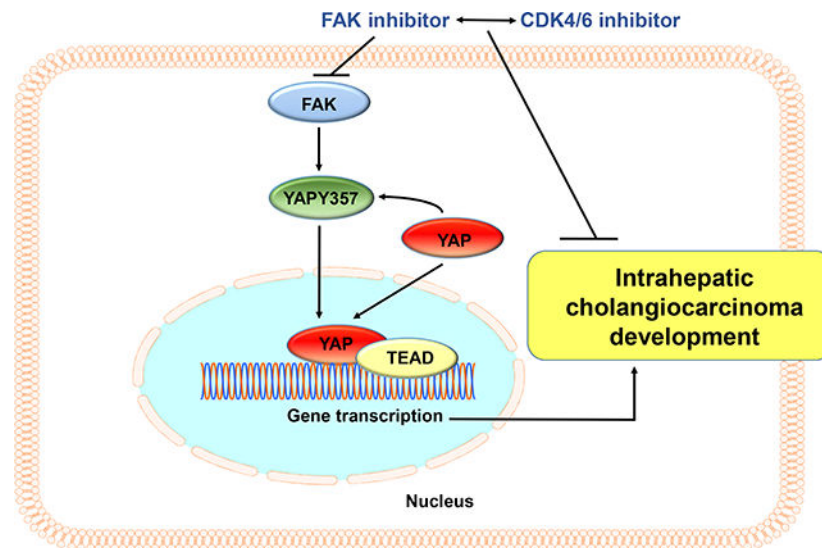 FAK inhibitor
CDK4/6 inhibitor
FAK
YAPY357
YAP
Intrahepatic
cholangiocarcinoma
development
YAP
TEAD
Gene transcription
Nucleus